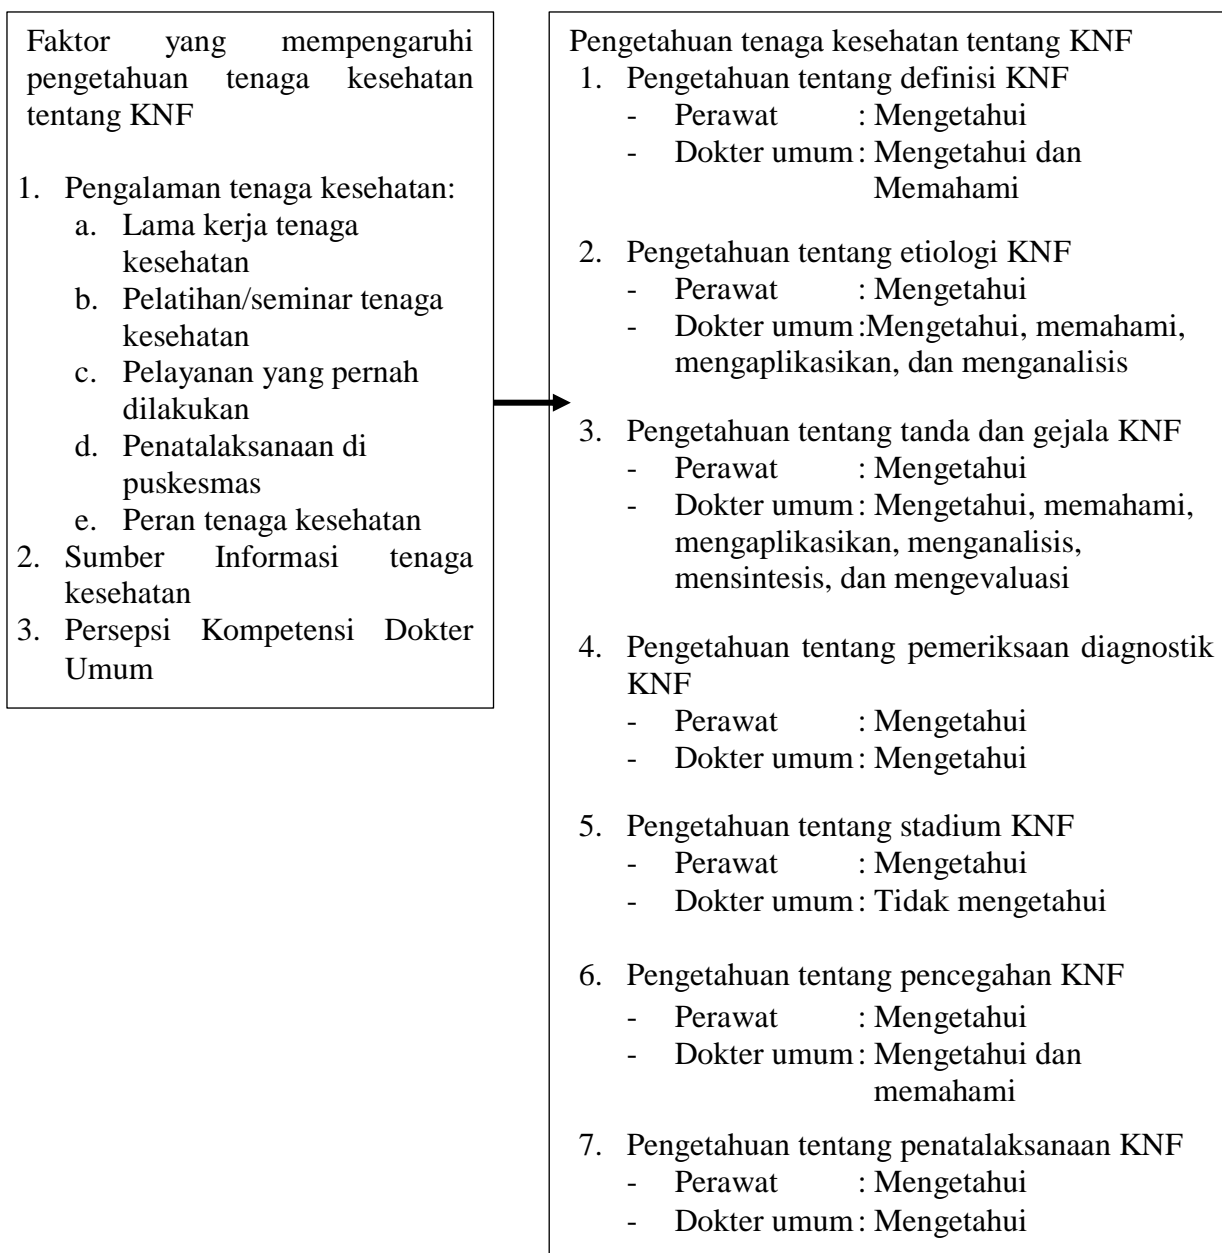 Faktor yang mempengaruhi
pengetahuan tenaga kesehatan
tentang KNF
1. Pengalaman tenaga kesehatan:
a. Lama kerja tenaga
kesehatan
b. Pelatihan/seminar tenaga
kesehatan
c. Pelayanan yang pernah
dilakukan
d. Penatalaksanaan di
puskesmas
e. Peran tenaga kesehatan
2. Sumber Informasi tenaga
kesehatan
3. Persepsi Kompetensi Dokter
Umum
Pengetahuan tenaga kesehatan tentang KNF
1. Pengetahuan tentang definisi KNF
- Perawat : Mengetahui
- Dokter umum : Mengetahui dan
Memahami
2. Pengetahuan tentang etiologi KNF
- Perawat : Mengetahui
- Dokter umum :Mengetahui, memahami,
mengaplikasikan, dan menganalisis
3. Pengetahuan tentang tanda dan gejala KNF
- Perawat : Mengetahui
- Dokter umum : Mengetahui, memahami,
mengaplikasikan, menganalisis,
mensintesis, dan mengevaluasi
4. Pengetahuan tentang pemeriksaan diagnostik
KNF
- Perawat : Mengetahui
- Dokter umum : Mengetahui
5. Pengetahuan tentang stadium KNF
- Perawat : Mengetahui
- Dokter umum : Tidak mengetahui
6. Pengetahuan tentang pencegahan KNF
- Perawat : Mengetahui
- Dokter umum : Mengetahui dan
memahami
7. Pengetahuan tentang penatalaksanaan KNF
- Perawat : Mengetahui
- Dokter umum : Mengetahui